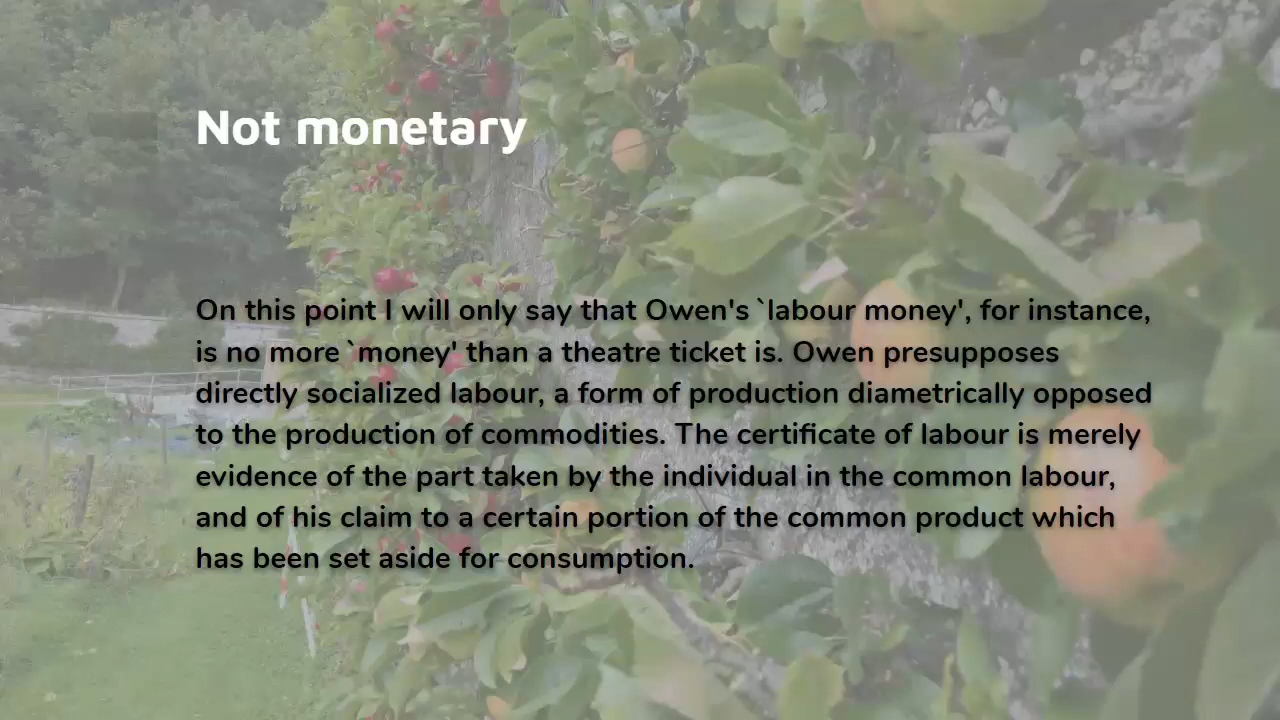 Not monetary
On this point I will only say that Owen's `labour money', for instance,
is no more `money' than a theatre ticket is. Owen presupposes
directly socialized labour, a form of production diametrically opposed
to the production of commodities. The certificate of labour is merely
evidence of the part taken by the individual in the common labour,
and of his claim to a certain portion of the common product which
has been set aside for consumption.